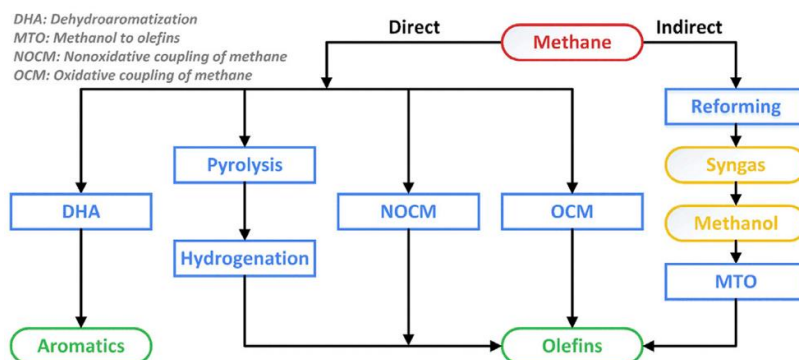 DHA: Dehydroaromatization
MTO: Methanol to olefins
NOCM: Nonoxidative coupling of methane
OCM: Oxidative coupling of methane
Direct
Methane
Indirect
Reforming
Pyrolysis
Syngas
DHA
NOCM
OCM
Methanol
Hydrogenation
MTO
Aromatics
Olefins